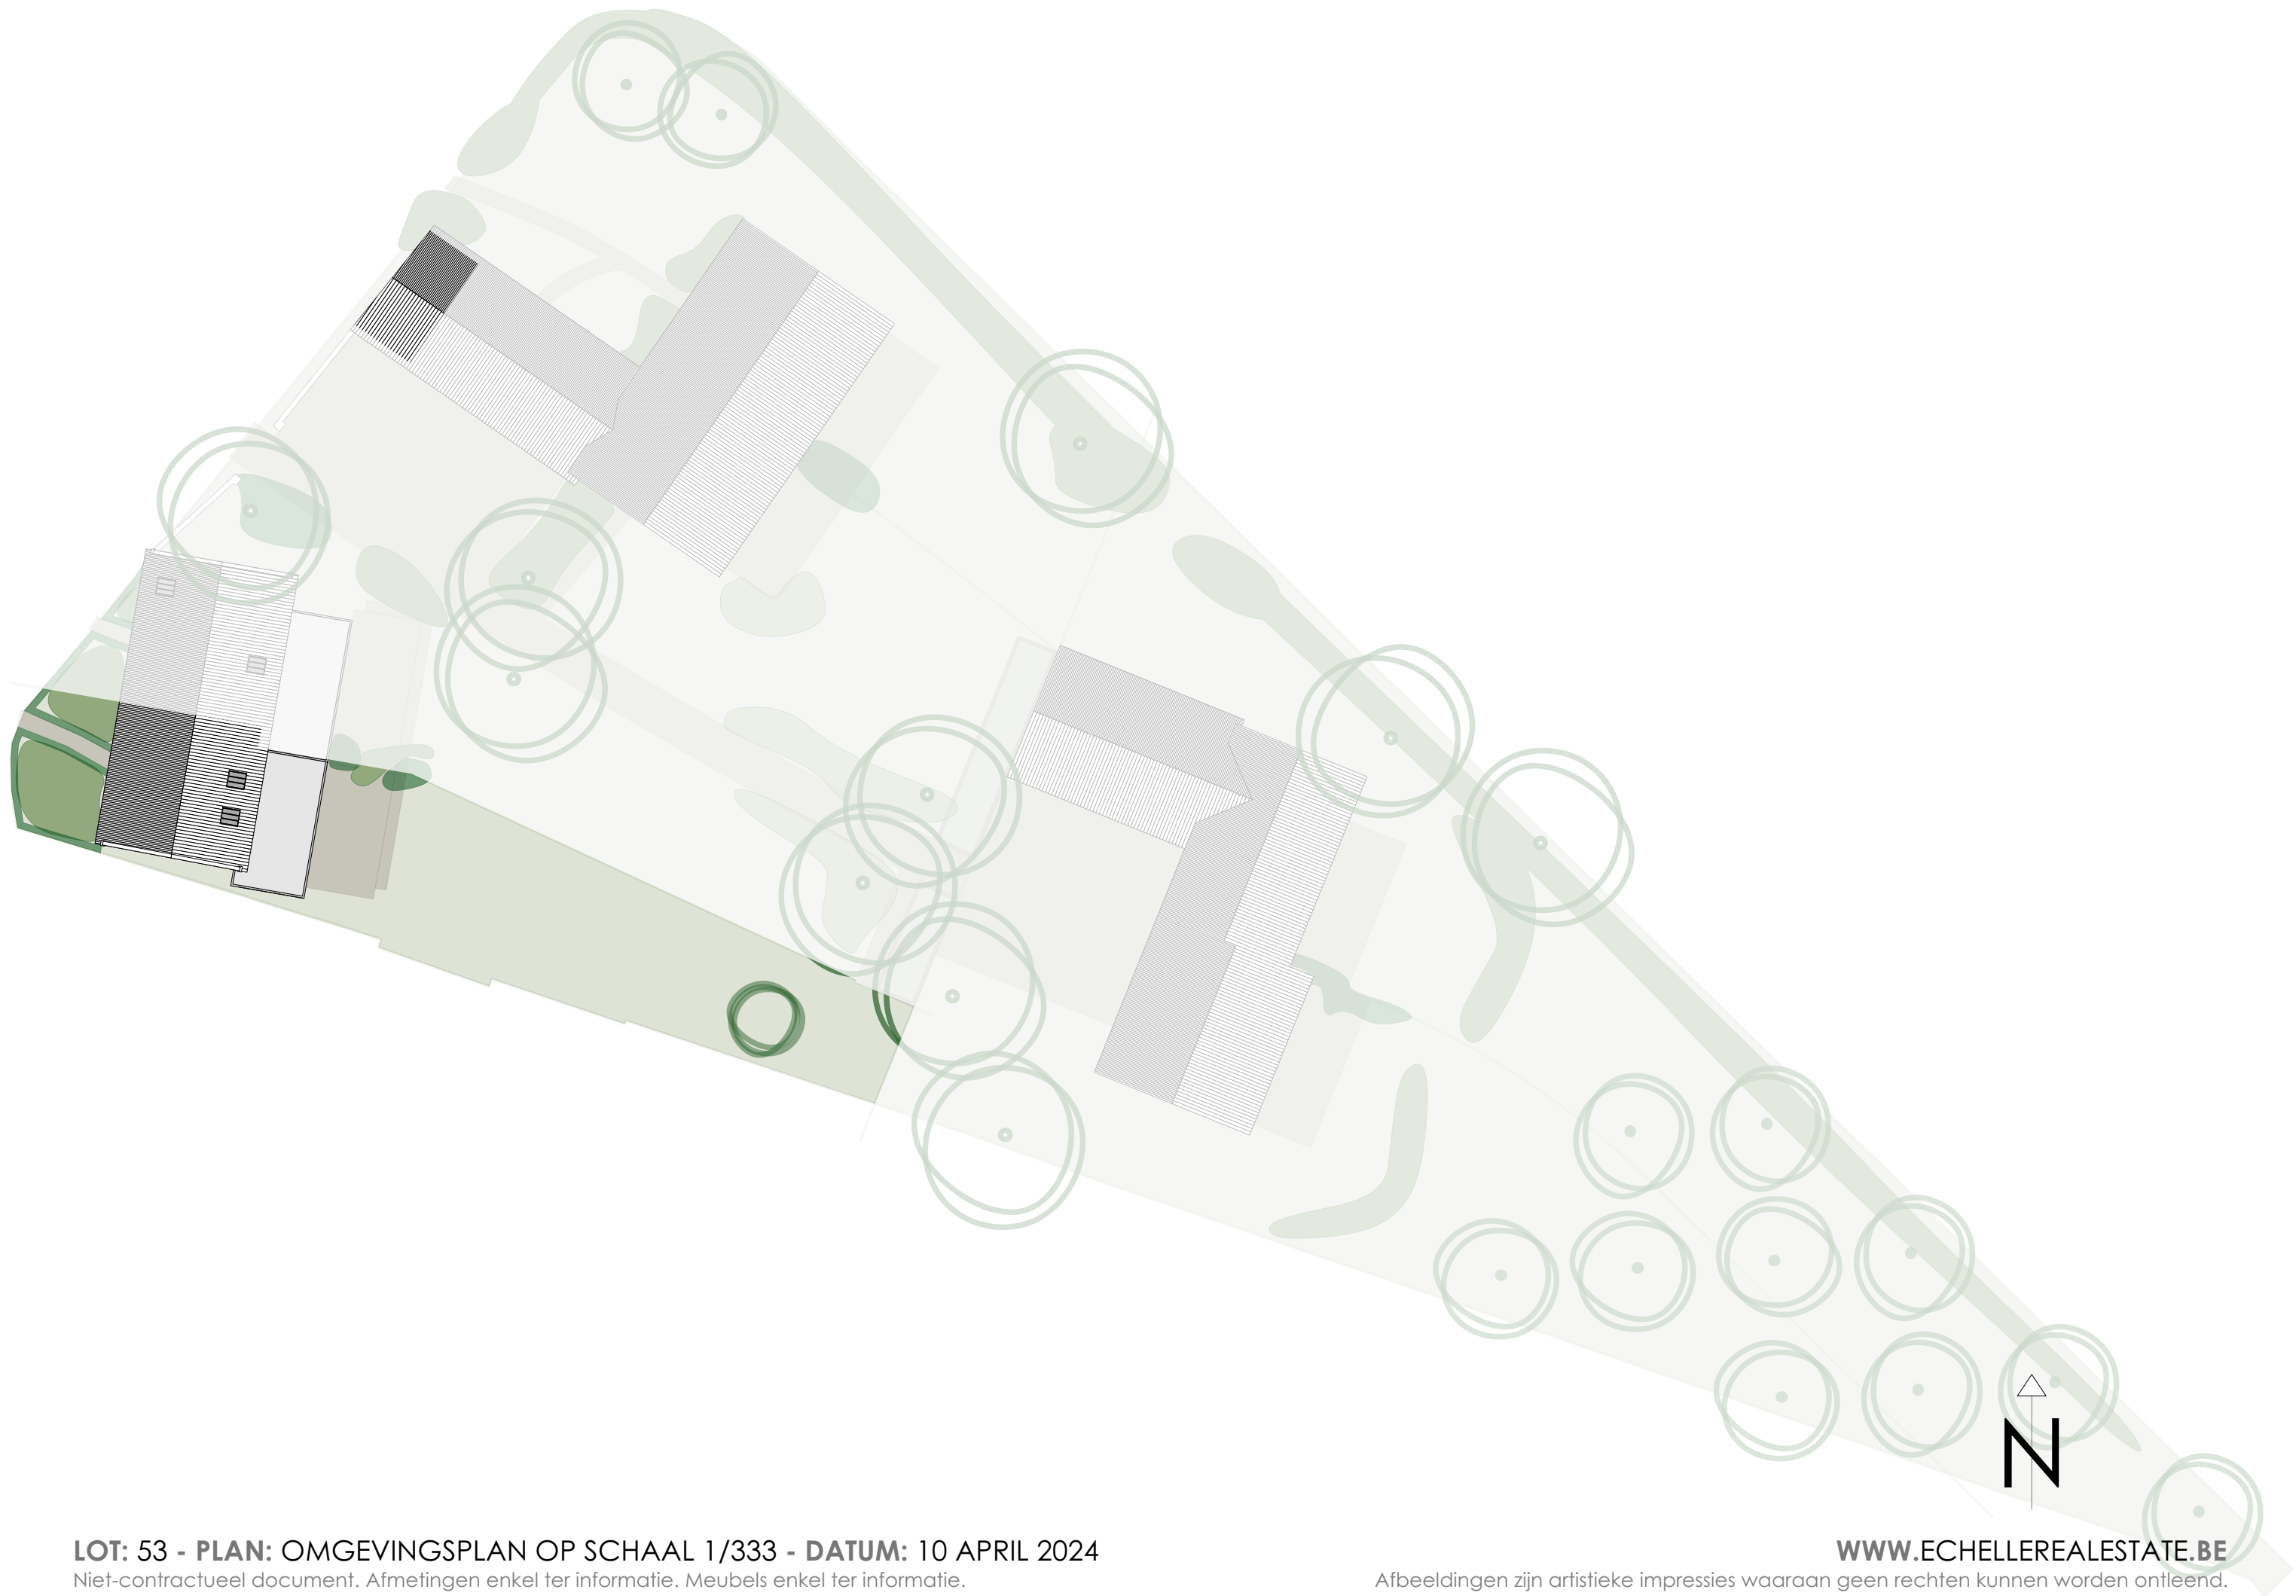 N
LOT: 53 - PLAN: OMGEVINGSPLAN OP SCHAAL 1/333 - DATUM: 10 APRIL 2024
Niet-contractueel document. Afmetingen enkel ter informatie. Meubels enkel ter informatie.
WWW.ECHELLEREALESTATE.BE
Afbeeldingen zijn artistieke impressies waaraan geen rechten kunnen worden ontleend.